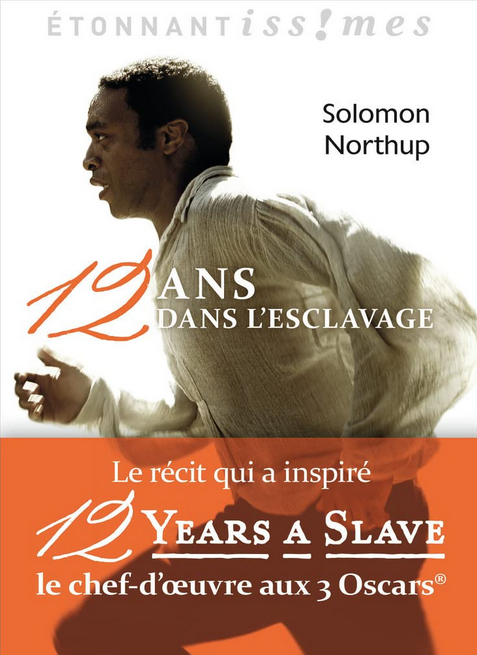 ÉTONNANTiss!mes
Solomon
Northup
12 ANS
DANS L'ESCLAVAGE
Le récit qui a inspiré
12 YEARS A SLAVE
le chef-d'œuvre aux 3 Oscars®